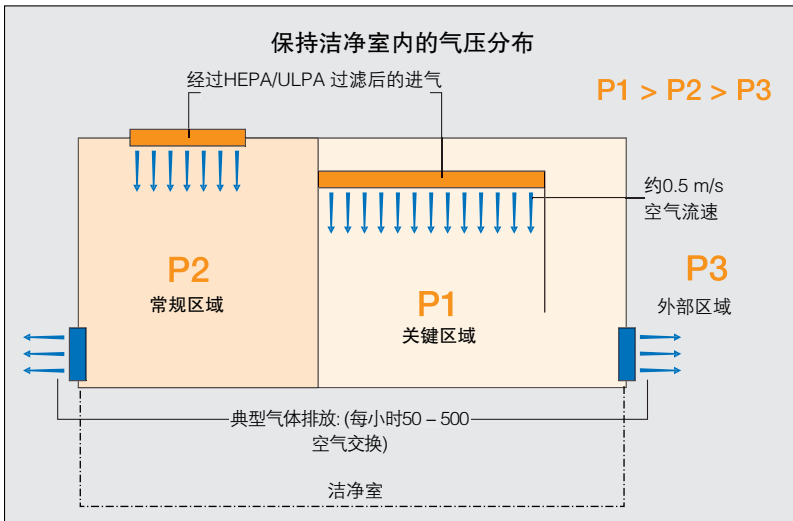 保持洁净室内的气压分布
经过HEPA/ULPA 过滤后的进气
P1 > P2 > P3
约0.5 m/s
空气流速
P2
常规区域
P1
关键区域
P3
外部区域
典型气体排放: (每小时50 – 500
空气交换)
洁净室